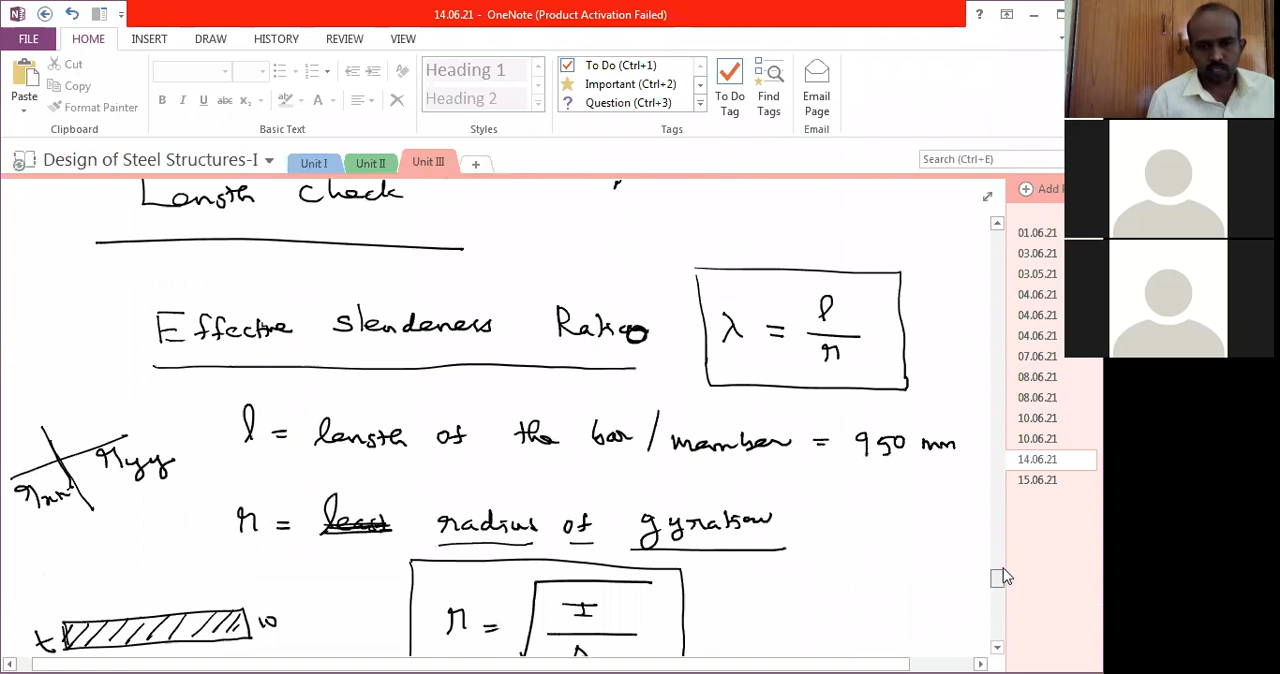 14.06.21 - OneNote (Product Activation Failed)
FILE HOME INSERT DRAW HISTORY REVIEW VIEW
Paste Cut Copy Format Painter
Clipboard
B I U abc x₂ A
Basic Text
Heading 1
Heading 2
Styles
To Do (Ctrl+1)
Important (Ctrl+2)
Question (Ctrl+3)
To Do Tag
Find Tags
Tags
Email Page
Email
Design of Steel Structures-I Unit I Unit II Unit III + Search (Ctrl+E)
Add
01.06.21
03.06.21
03.05.21
04.06.21
04.06.21
04.06.21
07.06.21
08.06.21
08.06.21
10.06.21
10.06.21
14.06.21
15.06.21
Length Check
Effective Slendeness Ratio λ = l / r
l = length of the bar / member = 950 mm
ryy
rxx
r = least radius of gyration
t 10
r = √ I